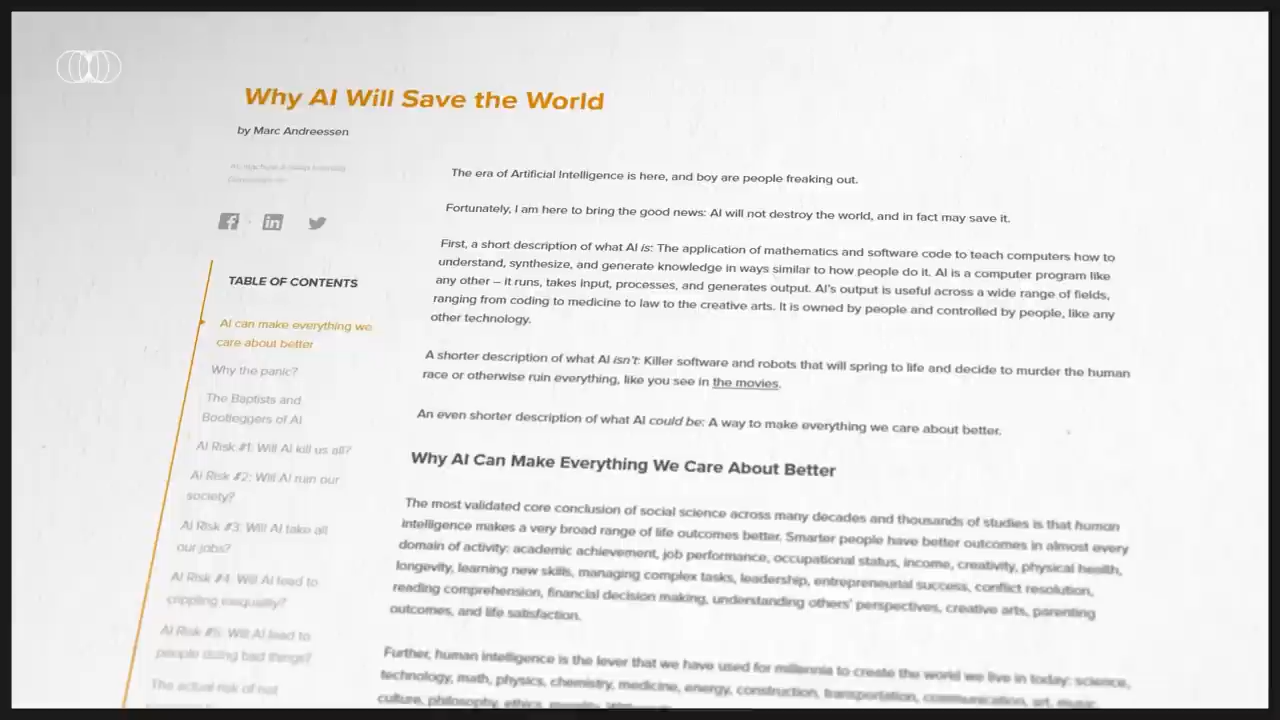 Why AI Will Save the World
by Marc Andreessen
TABLE OF CONTENTS
AI can make everything we
care about better
Why the panic?
The Baptists and
Bootleggers of AI
AI Risk #1: Will AI kill us all?
AI Risk #2: Will AI ruin our
society?
AI Risk #3: Will AI take all
our jobs?
AI Risk #4: Will AI lead to
crippling inequality?
AI Risk #5: Will AI lead to
people doing bad things?
The actual risk of not
The era of Artificial Intelligence is here, and boy are people freaking out.
Fortunately, I am here to bring the good news: AI will not destroy the world, and in fact may save it.
First, a short description of what AI is: The application of mathematics and software code to teach computers how to
understand, synthesize, and generate knowledge in ways similar to how people do it. AI is a computer program like
any other – it runs, takes input, processes, and generates output. AI's output is useful across a wide range of fields,
ranging from coding to medicine to law to the creative arts. It is owned by people and controlled by people, like any
other technology.
A shorter description of what AI isn't: Killer software and robots that will spring to life and decide to murder the human
race or otherwise ruin everything, like you see in the movies.
An even shorter description of what AI could be: A way to make everything we care about better.
Why AI Can Make Everything We Care About Better
The most validated core conclusion of social science across many decades and thousands of studies is that human
intelligence makes a very broad range of life outcomes better. Smarter people have better outcomes in almost every
domain of activity: academic achievement, job performance, occupational status, income, creativity, physical health,
longevity, learning new skills, managing complex tasks, leadership, entrepreneurial success, conflict resolution,
reading comprehension, financial decision making, understanding others' perspectives, creative arts, parenting
outcomes, and life satisfaction.
Further, human intelligence is the lever that we have used for millennia to create the world we live in today: science,
technology, math, physics, chemistry, medicine, energy, construction, transportation, communication, art, music,
culture, philosophy, ethics,